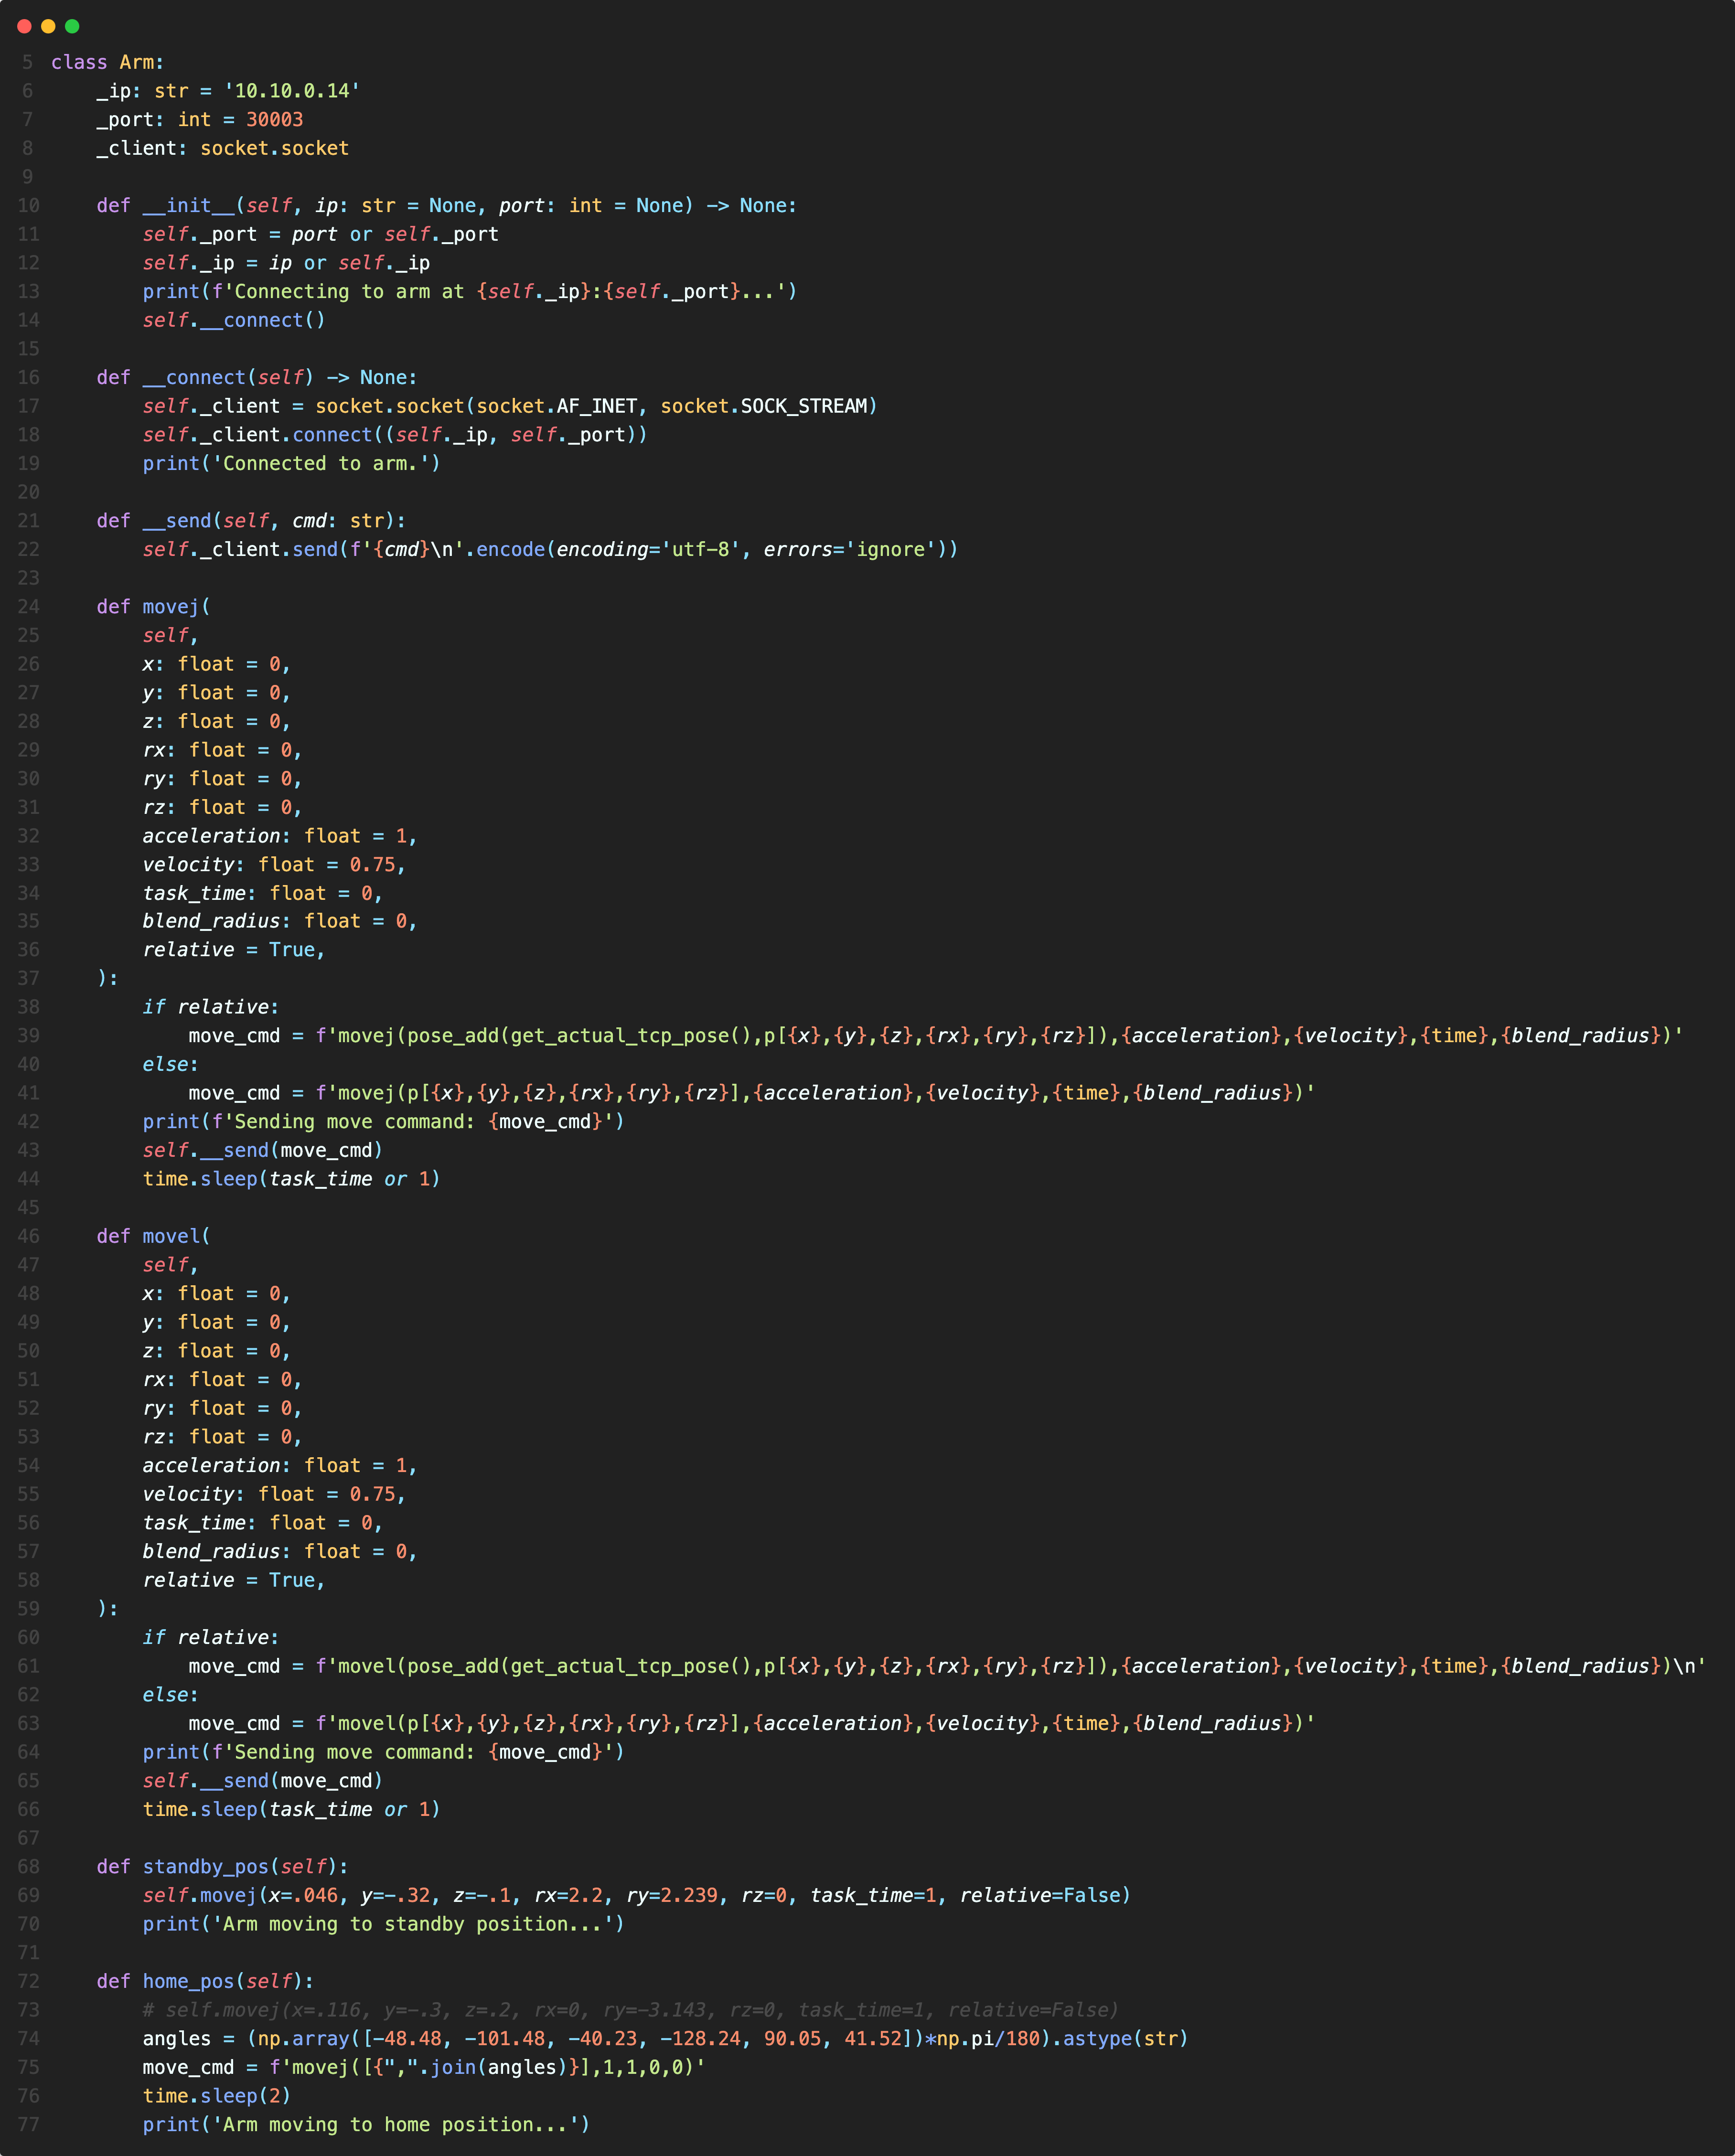 5 class Arm:
6     _ip: str = '10.10.0.14'
7     _port: int = 30003
8     _client: socket.socket
9
10     def __init__(self, ip: str = None, port: int = None) -> None:
11         self._port = port or self._port
12         self._ip = ip or self._ip
13         print(f'Connecting to arm at {self._ip}:{self._port}...')
14         self.__connect()
15
16     def __connect(self) -> None:
17         self._client = socket.socket(socket.AF_INET, socket.SOCK_STREAM)
18         self._client.connect((self._ip, self._port))
19         print('Connected to arm.')
20
21     def __send(self, cmd: str):
22         self._client.send(f'{cmd}\n'.encode(encoding='utf-8', errors='ignore'))
23
24     def movej(
25         self,
26         x: float = 0,
27         y: float = 0,
28         z: float = 0,
29         rx: float = 0,
30         ry: float = 0,
31         rz: float = 0,
32         acceleration: float = 1,
33         velocity: float = 0.75,
34         task_time: float = 0,
35         blend_radius: float = 0,
36         relative = True,
37     ):
38         if relative:
39             move_cmd = f'movej(pose_add(get_actual_tcp_pose(),p[{x},{y},{z},{rx},{ry},{rz}]),{acceleration},{velocity},{time},{blend_radius})'
40         else:
41             move_cmd = f'movej(p[{x},{y},{z},{rx},{ry},{rz}],{acceleration},{velocity},{time},{blend_radius})'
42         print(f'Sending move command: {move_cmd}')
43         self.__send(move_cmd)
44         time.sleep(task_time or 1)
45
46     def movel(
47         self,
48         x: float = 0,
49         y: float = 0,
50         z: float = 0,
51         rx: float = 0,
52         ry: float = 0,
53         rz: float = 0,
54         acceleration: float = 1,
55         velocity: float = 0.75,
56         task_time: float = 0,
57         blend_radius: float = 0,
58         relative = True,
59     ):
60         if relative:
61             move_cmd = f'movel(pose_add(get_actual_tcp_pose(),p[{x},{y},{z},{rx},{ry},{rz}]),{acceleration},{velocity},{time},{blend_radius})\n'
62         else:
63             move_cmd = f'movel(p[{x},{y},{z},{rx},{ry},{rz}],{acceleration},{velocity},{time},{blend_radius})'
64         print(f'Sending move command: {move_cmd}')
65         self.__send(move_cmd)
66         time.sleep(task_time or 1)
67
68     def standby_pos(self):
69         self.movej(x=.046, y=-.32, z=-.1, rx=2.2, ry=2.239, rz=0, task_time=1, relative=False)
70         print('Arm moving to standby position...')
71
72     def home_pos(self):
73         # self.movej(x=.116, y=-.3, z=.2, rx=0, ry=-3.143, rz=0, task_time=1, relative=False)
74         angles = (np.array([-48.48, -101.48, -40.23, -128.24, 90.05, 41.52])*np.pi/180).astype(str)
75         move_cmd = f'movej([{",".join(angles)}],1,1,0,0)'
76         time.sleep(2)
77         print('Arm moving to home position...')